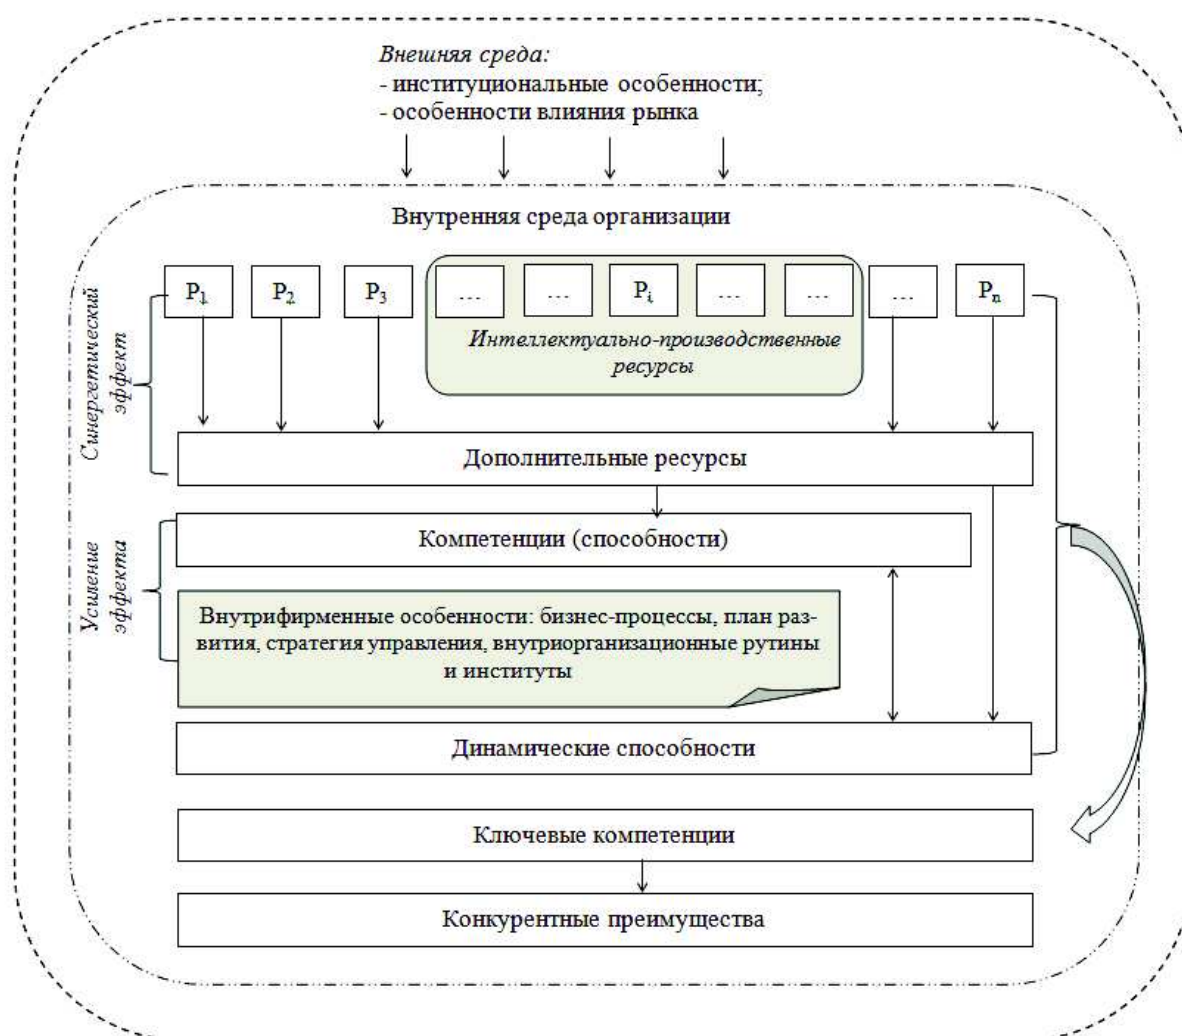 Внешняя среда:
- институциональные особенности;
- особенности влияния рынка
Внутренняя среда организации
Р1 Р2 Р3 ... ... Рi ... ... ... Рn
Интеллектуально-производственные
ресурсы
Синергетический
эффект
Дополнительные ресурсы
Компетенции (способности)
Усиление
эффекта
Внутрифирменные особенности: бизнес-процессы, план раз-
вития, стратегия управления, внутриорганизационные рутины
и институты
Динамические способности
Ключевые компетенции
Конкурентные преимущества